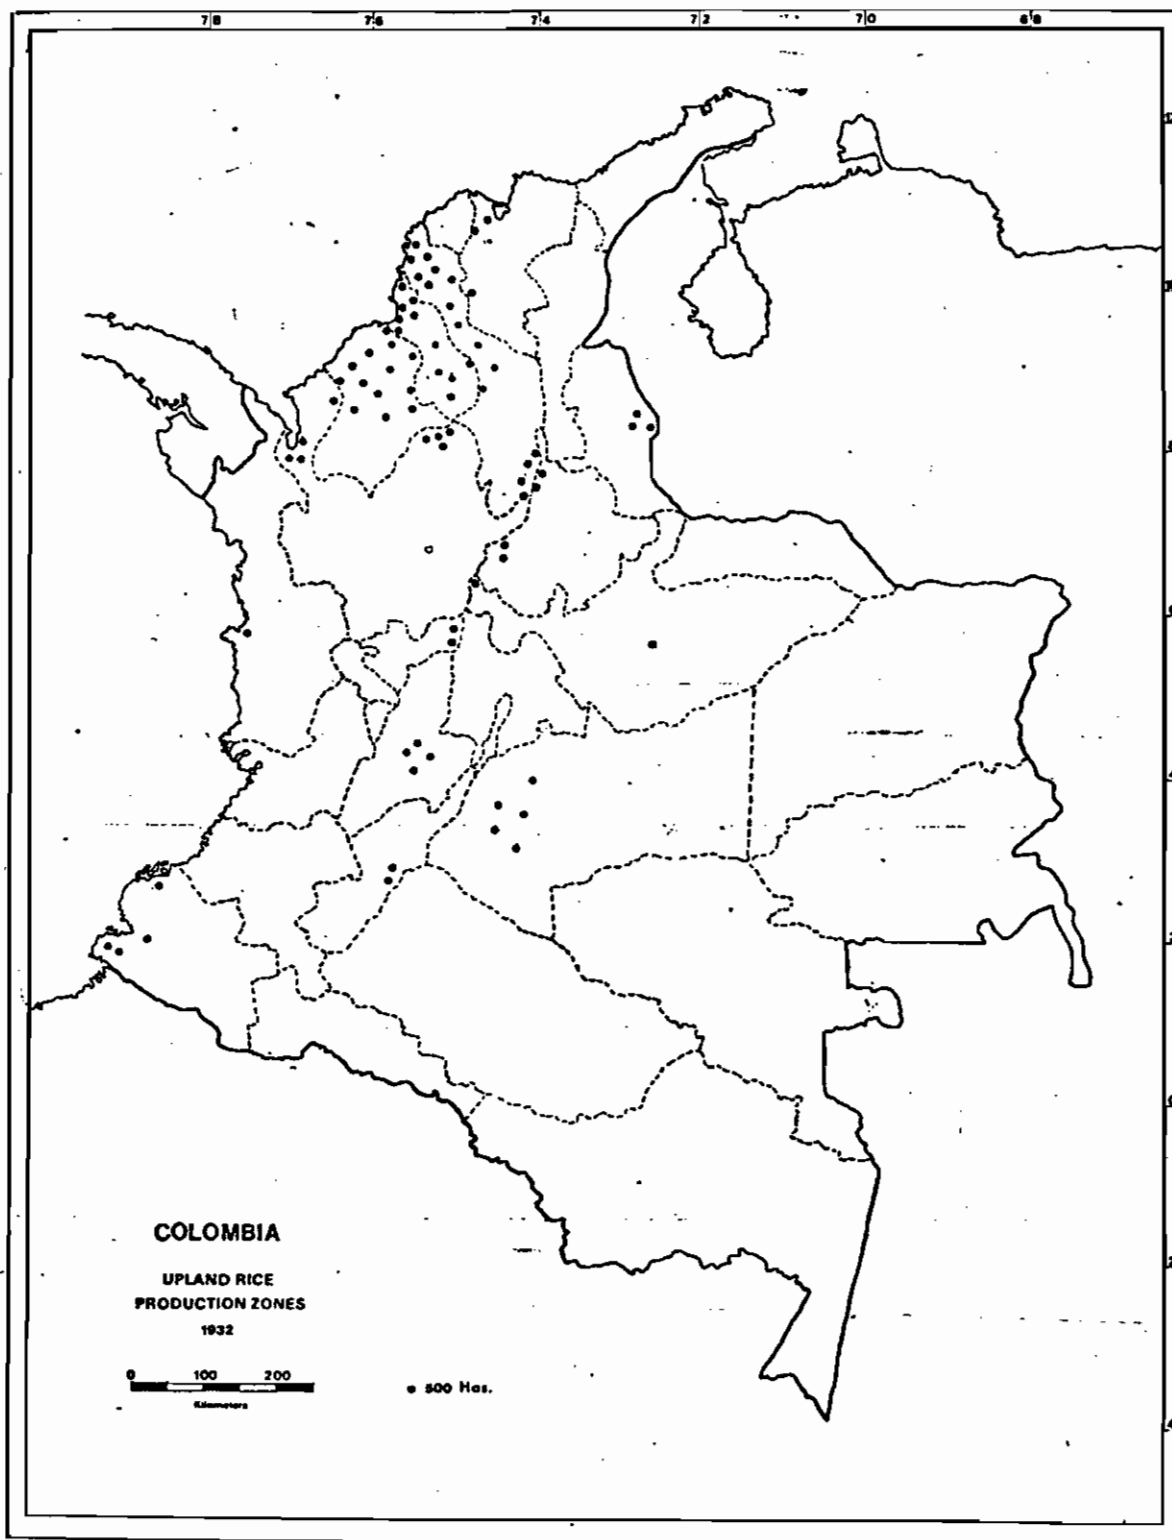 78 76 74 72 70 68
COLOMBIA
UPLAND RICE
PRODUCTION ZONES
1932
0 100 200
Kilometers
500 Has.